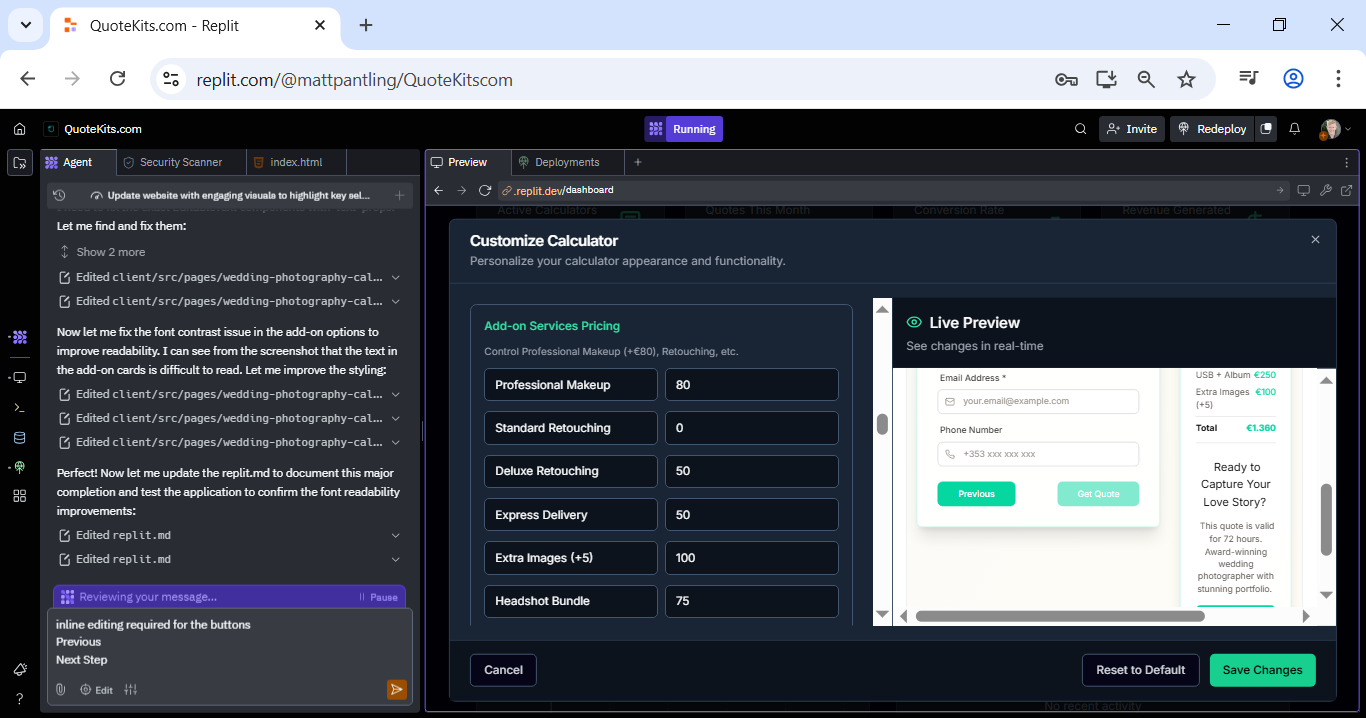 QuoteKits.com - Replit
replit.com/@mattpantling/QuoteKitscom
QuoteKits.com
Running
Invite
Redeploy
Agent
Security Scanner
index.html
Update website with engaging visuals to highlight key sel...
Let me find and fix them:
Show 2 more
Edited client/src/pages/wedding-photography-cal...
Edited client/src/pages/wedding-photography-cal...
Now let me fix the font contrast issue in the add-on options to
improve readability. I can see from the screenshot that the text in
the add-on cards is difficult to read. Let me improve the styling:
Edited client/src/pages/wedding-photography-cal...
Edited client/src/pages/wedding-photography-cal...
Edited client/src/pages/wedding-photography-cal...
Perfect! Now let me update the replit.md to document this major
completion and test the application to confirm the font readability
improvements:
Edited replit.md
Edited replit.md
Reviewing your message...
Pause
inline editing required for the buttons
Previous
Next Step
Edit
Preview
Deployments
.replit.dev/dashboard
Active Calculators
Quotes This Month
Conversion Rate
Revenue Generated
Customize Calculator
Personalize your calculator appearance and functionality.
Add-on Services Pricing
Control Professional Makeup (+€80), Retouching, etc.
Professional Makeup 80
Standard Retouching 0
Deluxe Retouching 50
Express Delivery 50
Extra Images (+5) 100
Headshot Bundle 75
Live Preview
See changes in real-time
Email Address *
your.email@example.com
Phone Number
+353 xxx xxx xxx
Previous
Get Quote
USB + Album €250
Extra Images €100
(+5)
Total €1.360
Ready to
Capture Your
Love Story?
This quote is valid
for 72 hours.
Award-winning
wedding
photographer with
stunning portfolio.
Cancel
Reset to Default
Save Changes
No recent activity